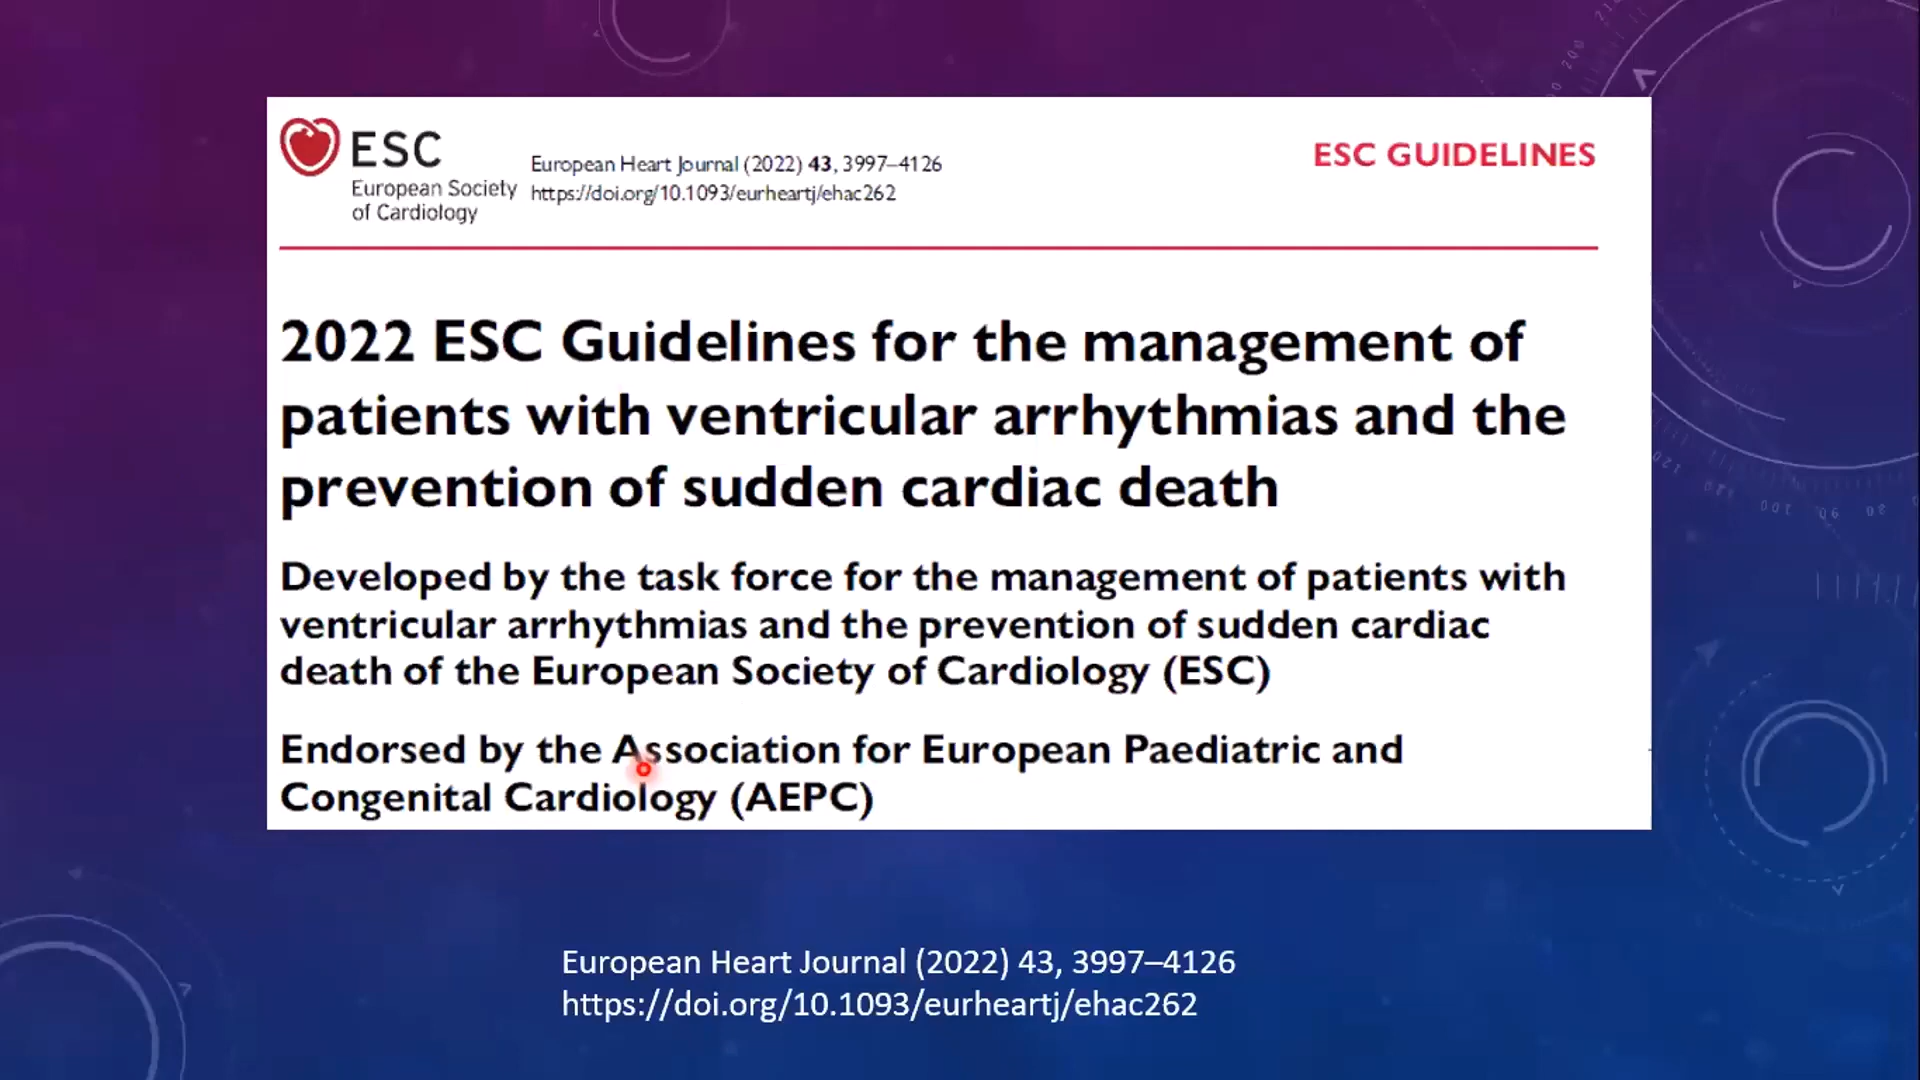 ESC
European Society
of Cardiology
European Heart Journal (2022) 43, 3997–4126
https://doi.org/10.1093/eurheartj/ehac262
ESC GUIDELINES
2022 ESC Guidelines for the management of
patients with ventricular arrhythmias and the
prevention of sudden cardiac death
Developed by the task force for the management of patients with
ventricular arrhythmias and the prevention of sudden cardiac
death of the European Society of Cardiology (ESC)
Endorsed by the Association for European Paediatric and
Congenital Cardiology (AEPC)
European Heart Journal (2022) 43, 3997–4126
https://doi.org/10.1093/eurheartj/ehac262